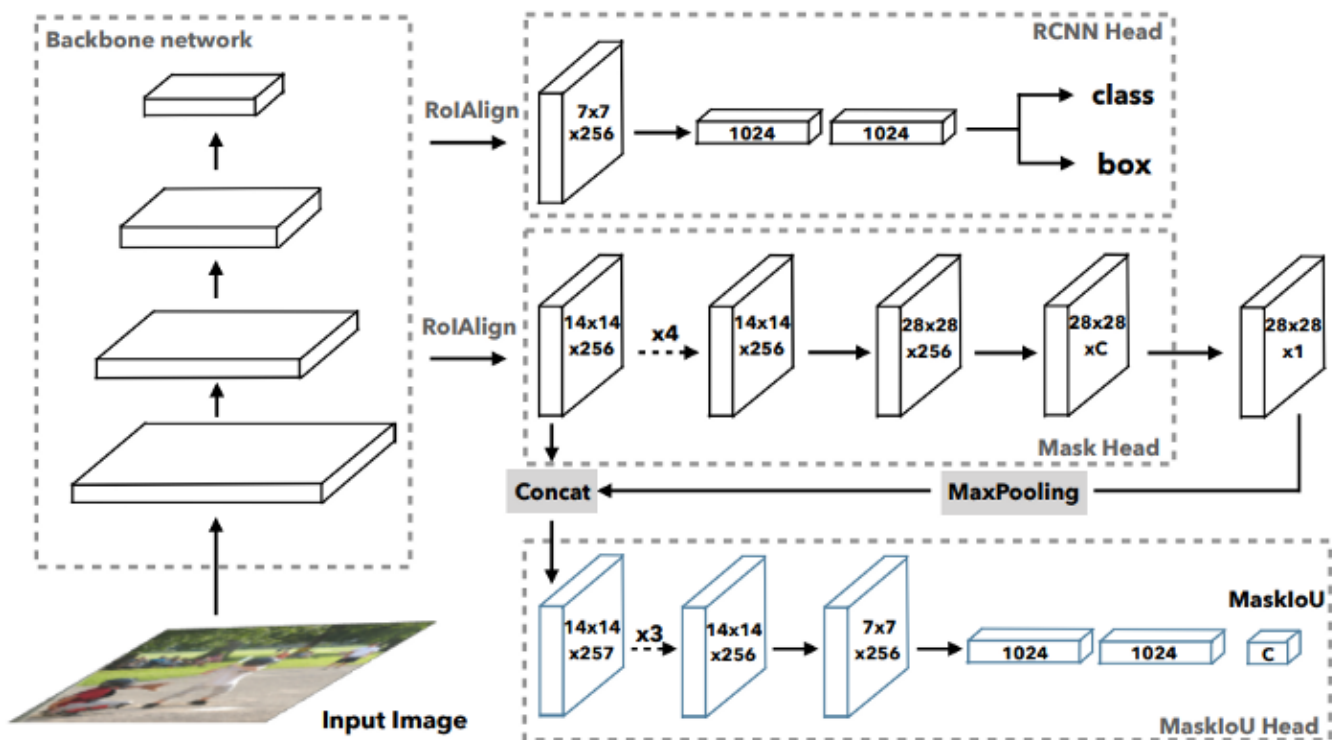 Backbone network
RCNN Head
RoIAlign
7x7
x256
1024
1024
class
box
RoIAlign
14x14
x256
x4
14x14
x256
28x28
x256
28x28
xC
28x28
x1
Mask Head
Concat
MaxPooling
14x14
x257
x3
14x14
x256
7x7
x256
1024
1024
MaskIoU
C
MaskIoU Head
Input Image